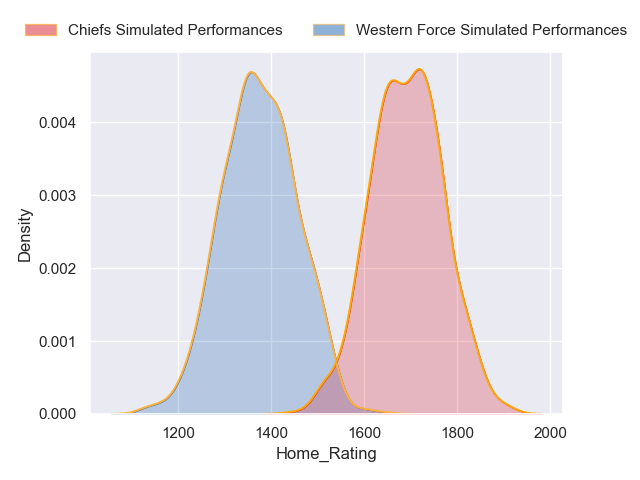 Chiefs Simulated Performances
Western Force Simulated Performances
Density
0.004
0.003
0.002
0.001
0.000
1200 1400 1600 1800 2000
Home_Rating